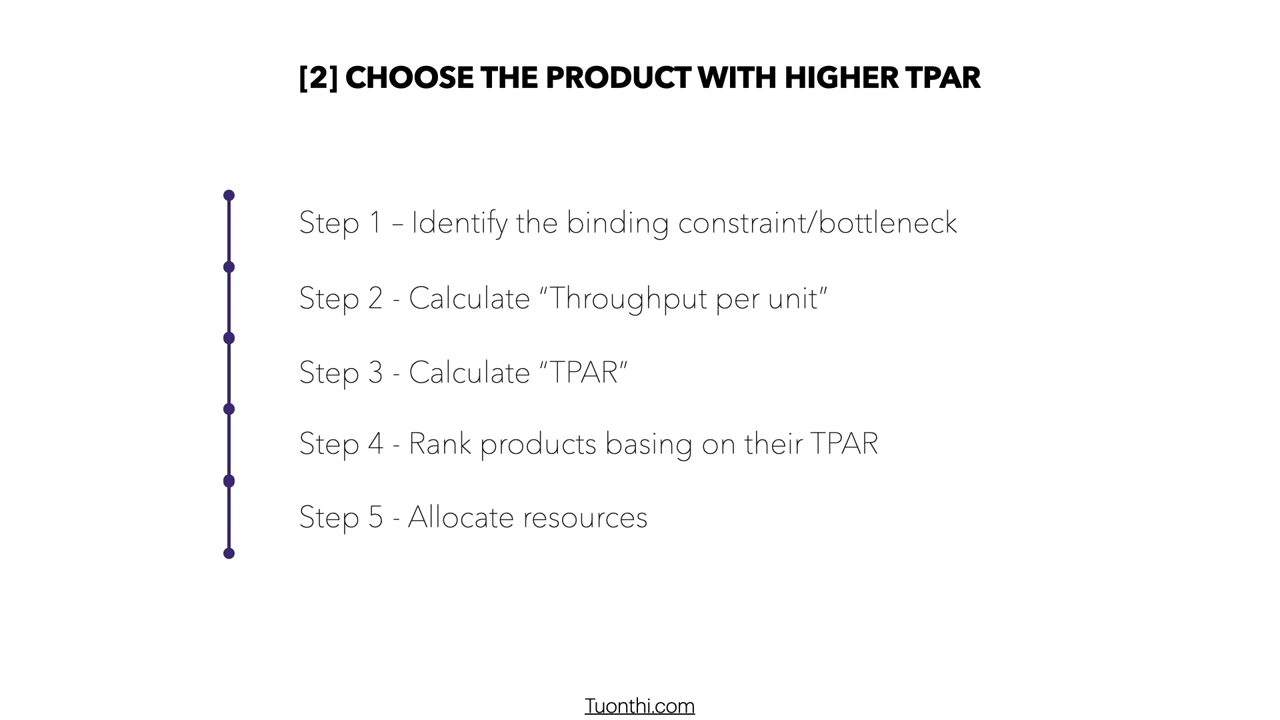 [2] CHOOSE THE PRODUCT WITH HIGHER TPAR
Step 1 – Identify the binding constraint/bottleneck
Step 2 - Calculate “Throughput per unit”
Step 3 - Calculate “TPAR”
Step 4 - Rank products basing on their TPAR
Step 5 - Allocate resources
Tuonthi.com